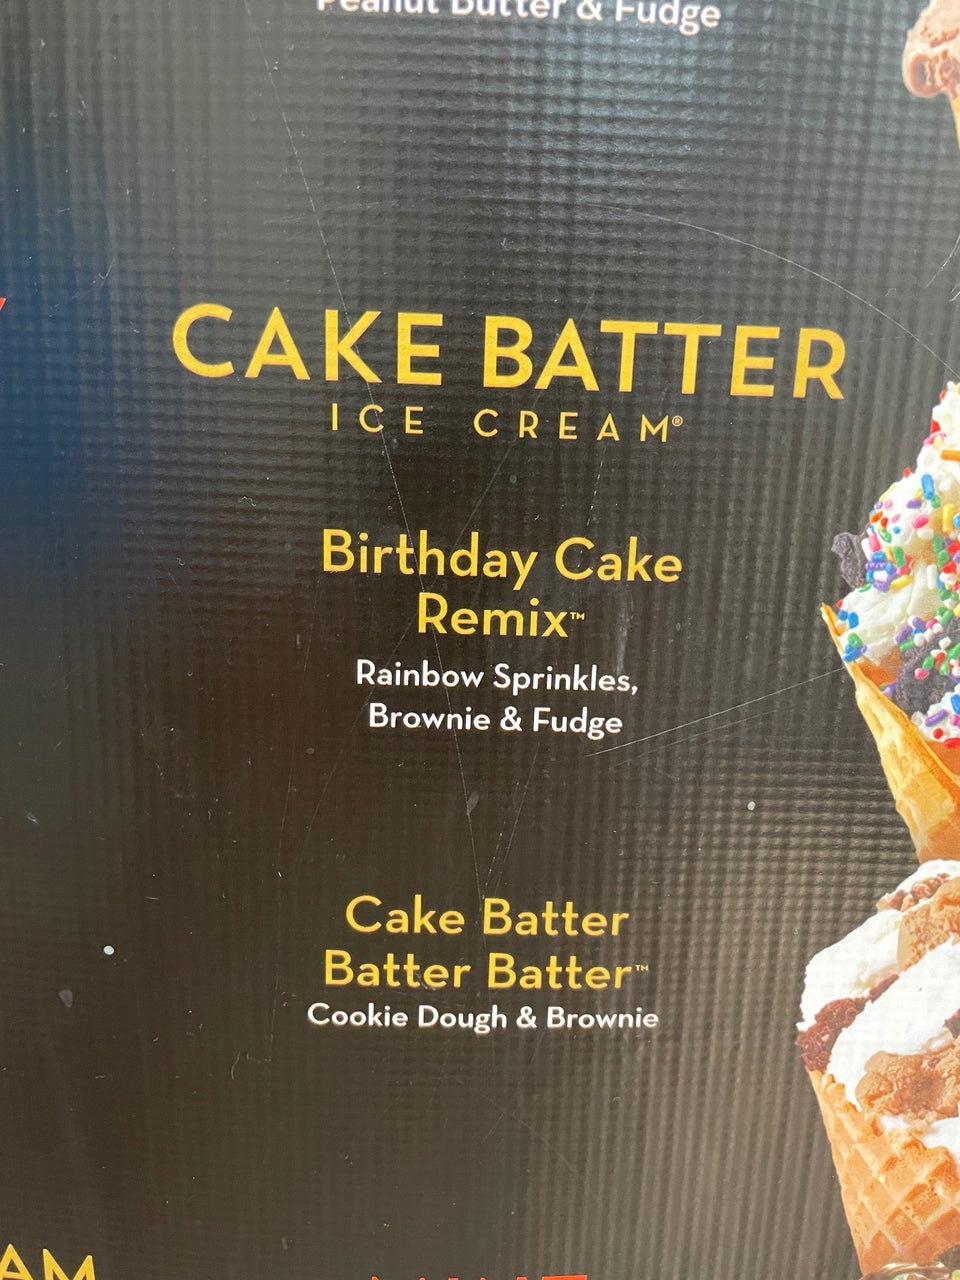 Peanut Butter & Fudge
CAKE BATTER
ICE CREAM®
Birthday Cake
Remix™
Rainbow Sprinkles,
Brownie & Fudge
Cake Batter
Batter Batter™
Cookie Dough & Brownie